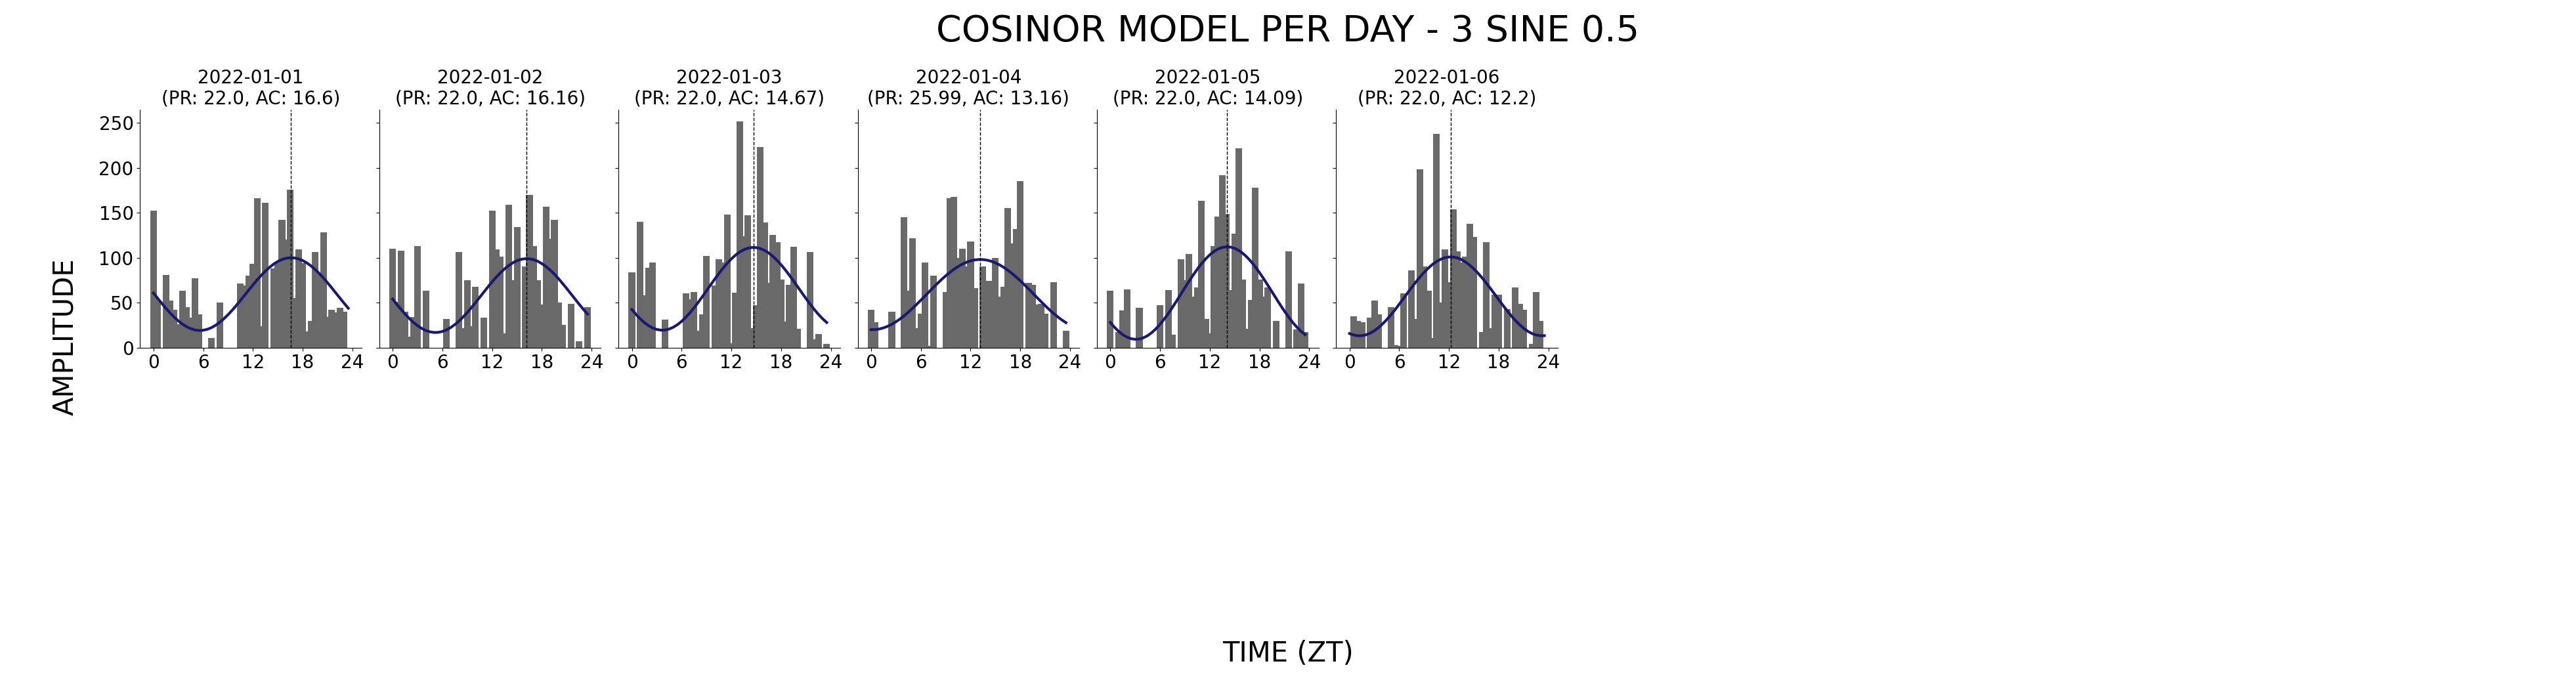 COSINOR MODEL PER DAY - 3 SINE 0.5
2022-01-01
(PR: 22.0, AC: 16.6)
2022-01-02
(PR: 22.0, AC: 16.16)
2022-01-03
(PR: 22.0, AC: 14.67)
2022-01-04
(PR: 25.99, AC: 13.16)
2022-01-05
(PR: 22.0, AC: 14.09)
2022-01-06
(PR: 22.0, AC: 12.2)
250
200
150
100
50
0
0 6 12 18 24
0 6 12 18 24
0 6 12 18 24
0 6 12 18 24
0 6 12 18 24
0 6 12 18 24
AMPLITUDE
TIME (ZT)